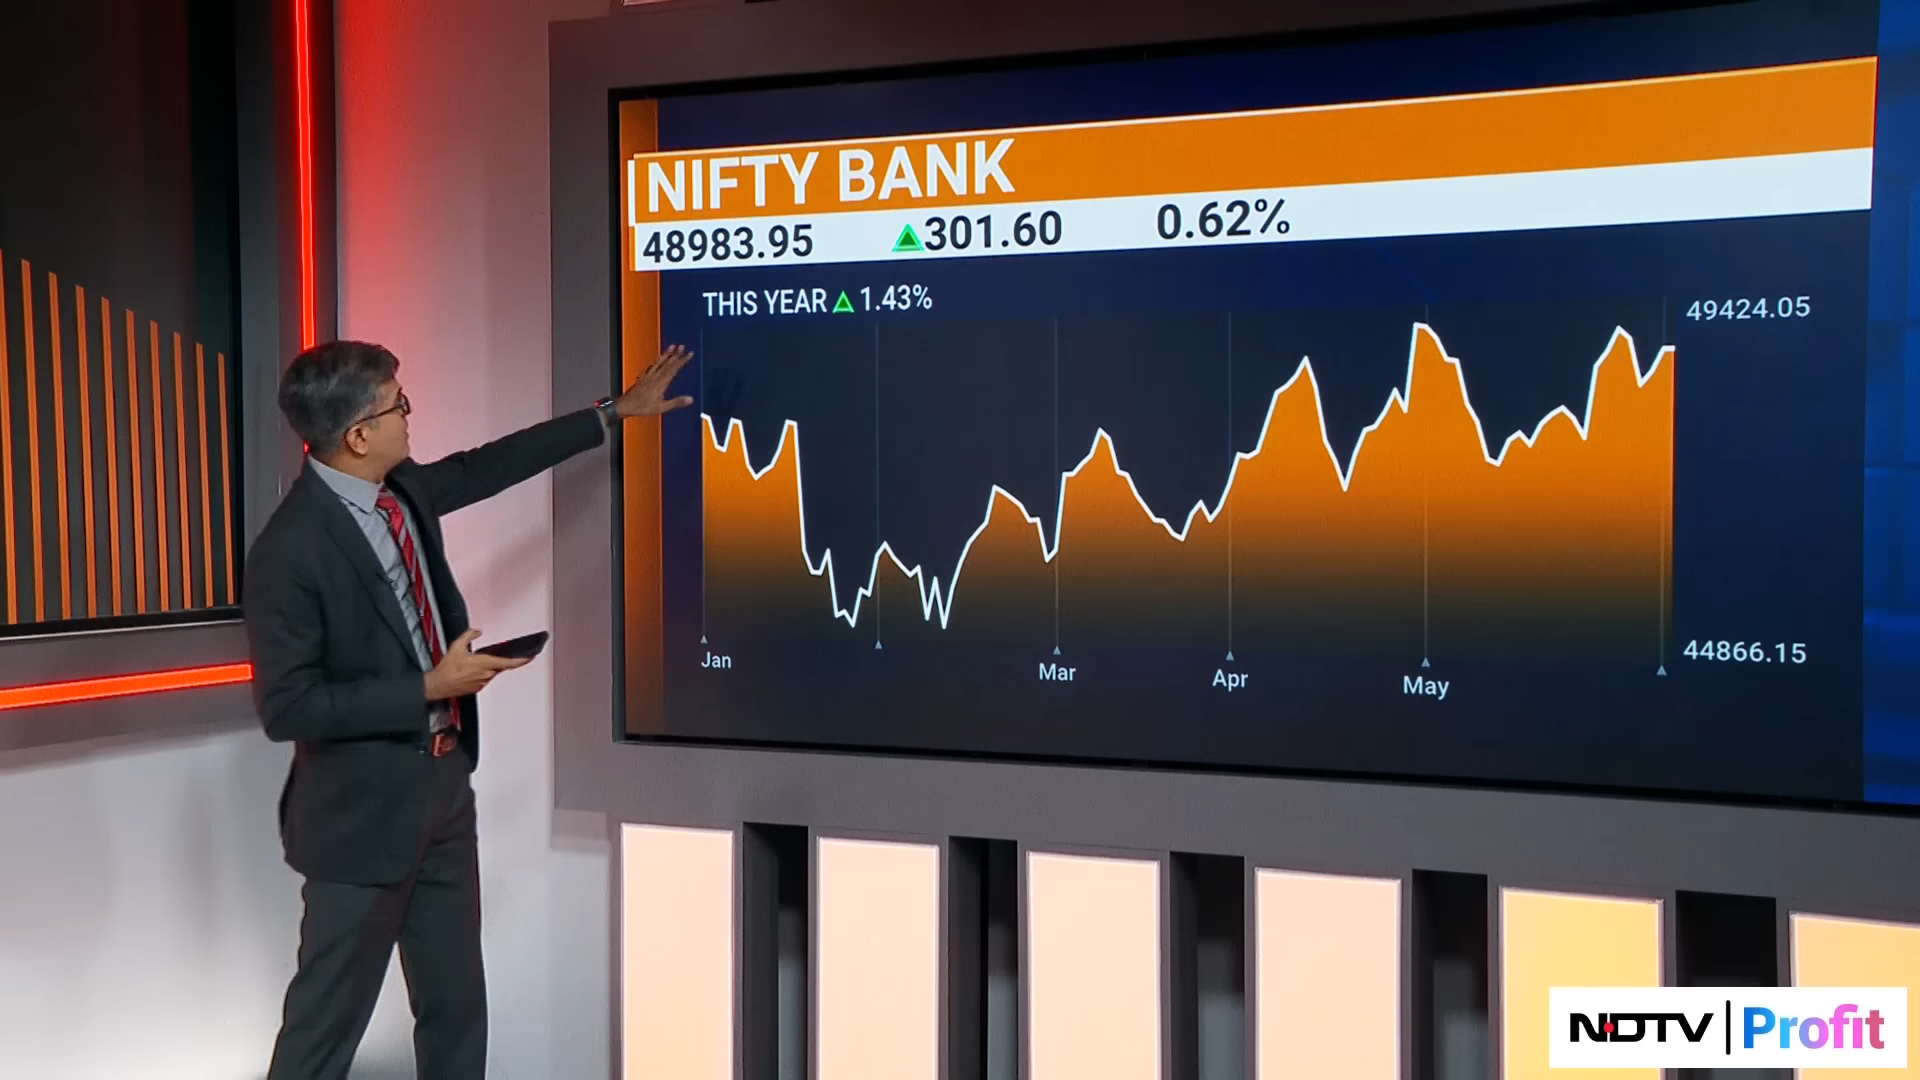 NIFTY BANK
48983.95 ▲301.60 0.62%
THIS YEAR ▲ 1.43%
49424.05
44866.15
Jan Mar Apr May
NDTV | Profit